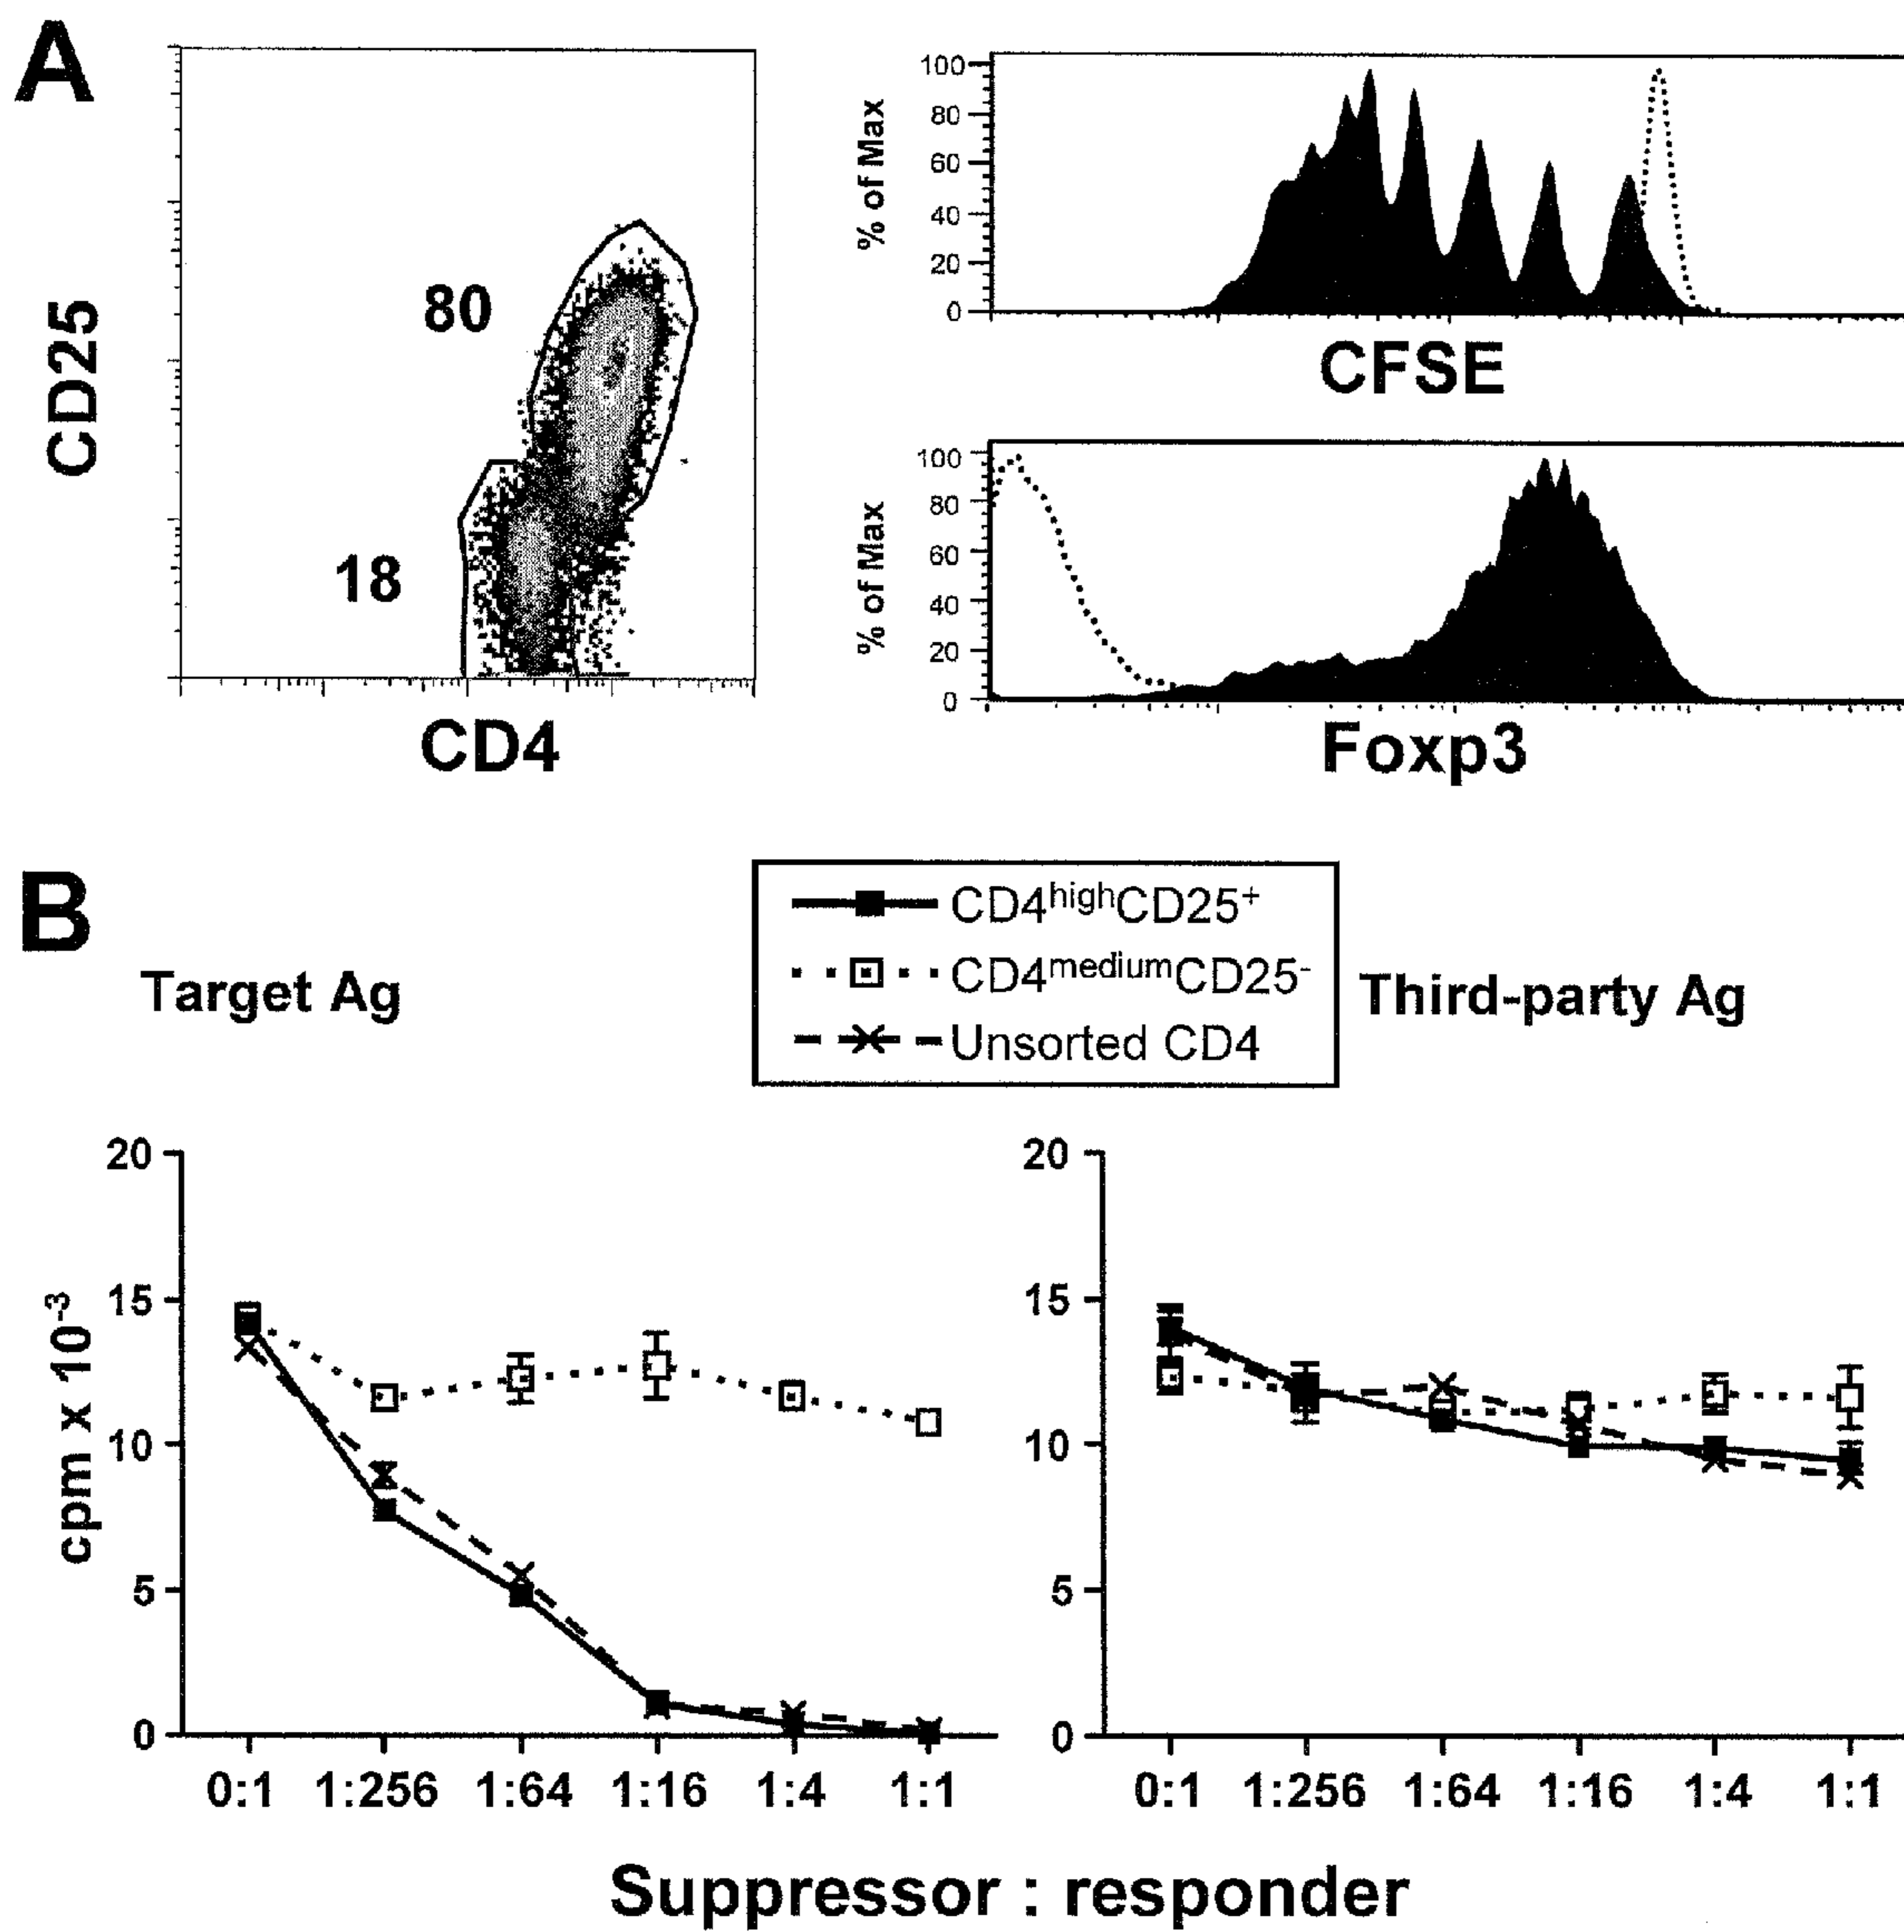 A
CD25
80
18
CD4
% of Max
100
80
60
40
20
0
CFSE
% of Max
100
80
60
40
20
0
Foxp3
B
CD4highCD25+
CD4mediumCD25-
Unsorted CD4
Target Ag
Third-party Ag
cpm x 10-3
20
15
10
5
0
0:1 1:256 1:64 1:16 1:4 1:1
20
15
10
5
0
0:1 1:256 1:64 1:16 1:4 1:1
Suppressor : responder